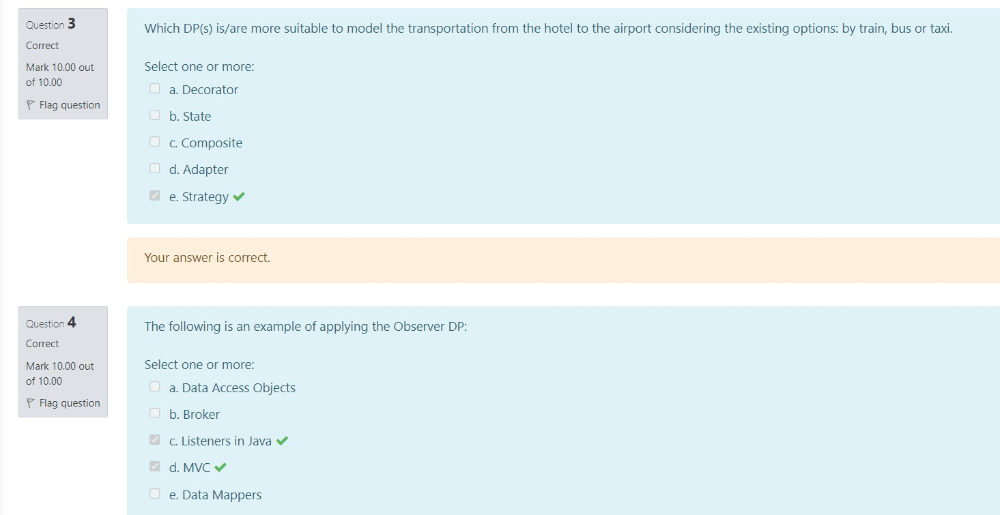 Question 3
Correct
Mark 10.00 out
of 10.00
Flag question
Which DP(s) is/are more suitable to model the transportation from the hotel to the airport considering the existing options: by train, bus or taxi.
Select one or more:
a. Decorator
b. State
c. Composite
d. Adapter
e. Strategy
Your answer is correct.
Question 4
Correct
Mark 10.00 out
of 10.00
Flag question
The following is an example of applying the Observer DP:
Select one or more:
a. Data Access Objects
b. Broker
c. Listeners in Java
d. MVC
e. Data Mappers